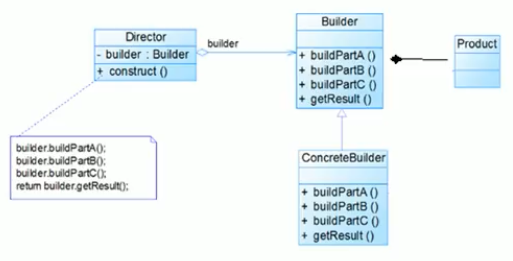 Director
- builder : Builder
+ construct ()
builder
Builder
+ buildPartA ()
+ buildPartB ()
+ buildPartC ()
+ getResult ()
Product
builder.buildPartA();
builder.buildPartB();
builder.buildPartC();
return builder.getResult();
ConcreteBuilder
+ buildPartA ()
+ buildPartB ()
+ buildPartC ()
+ getResult ()